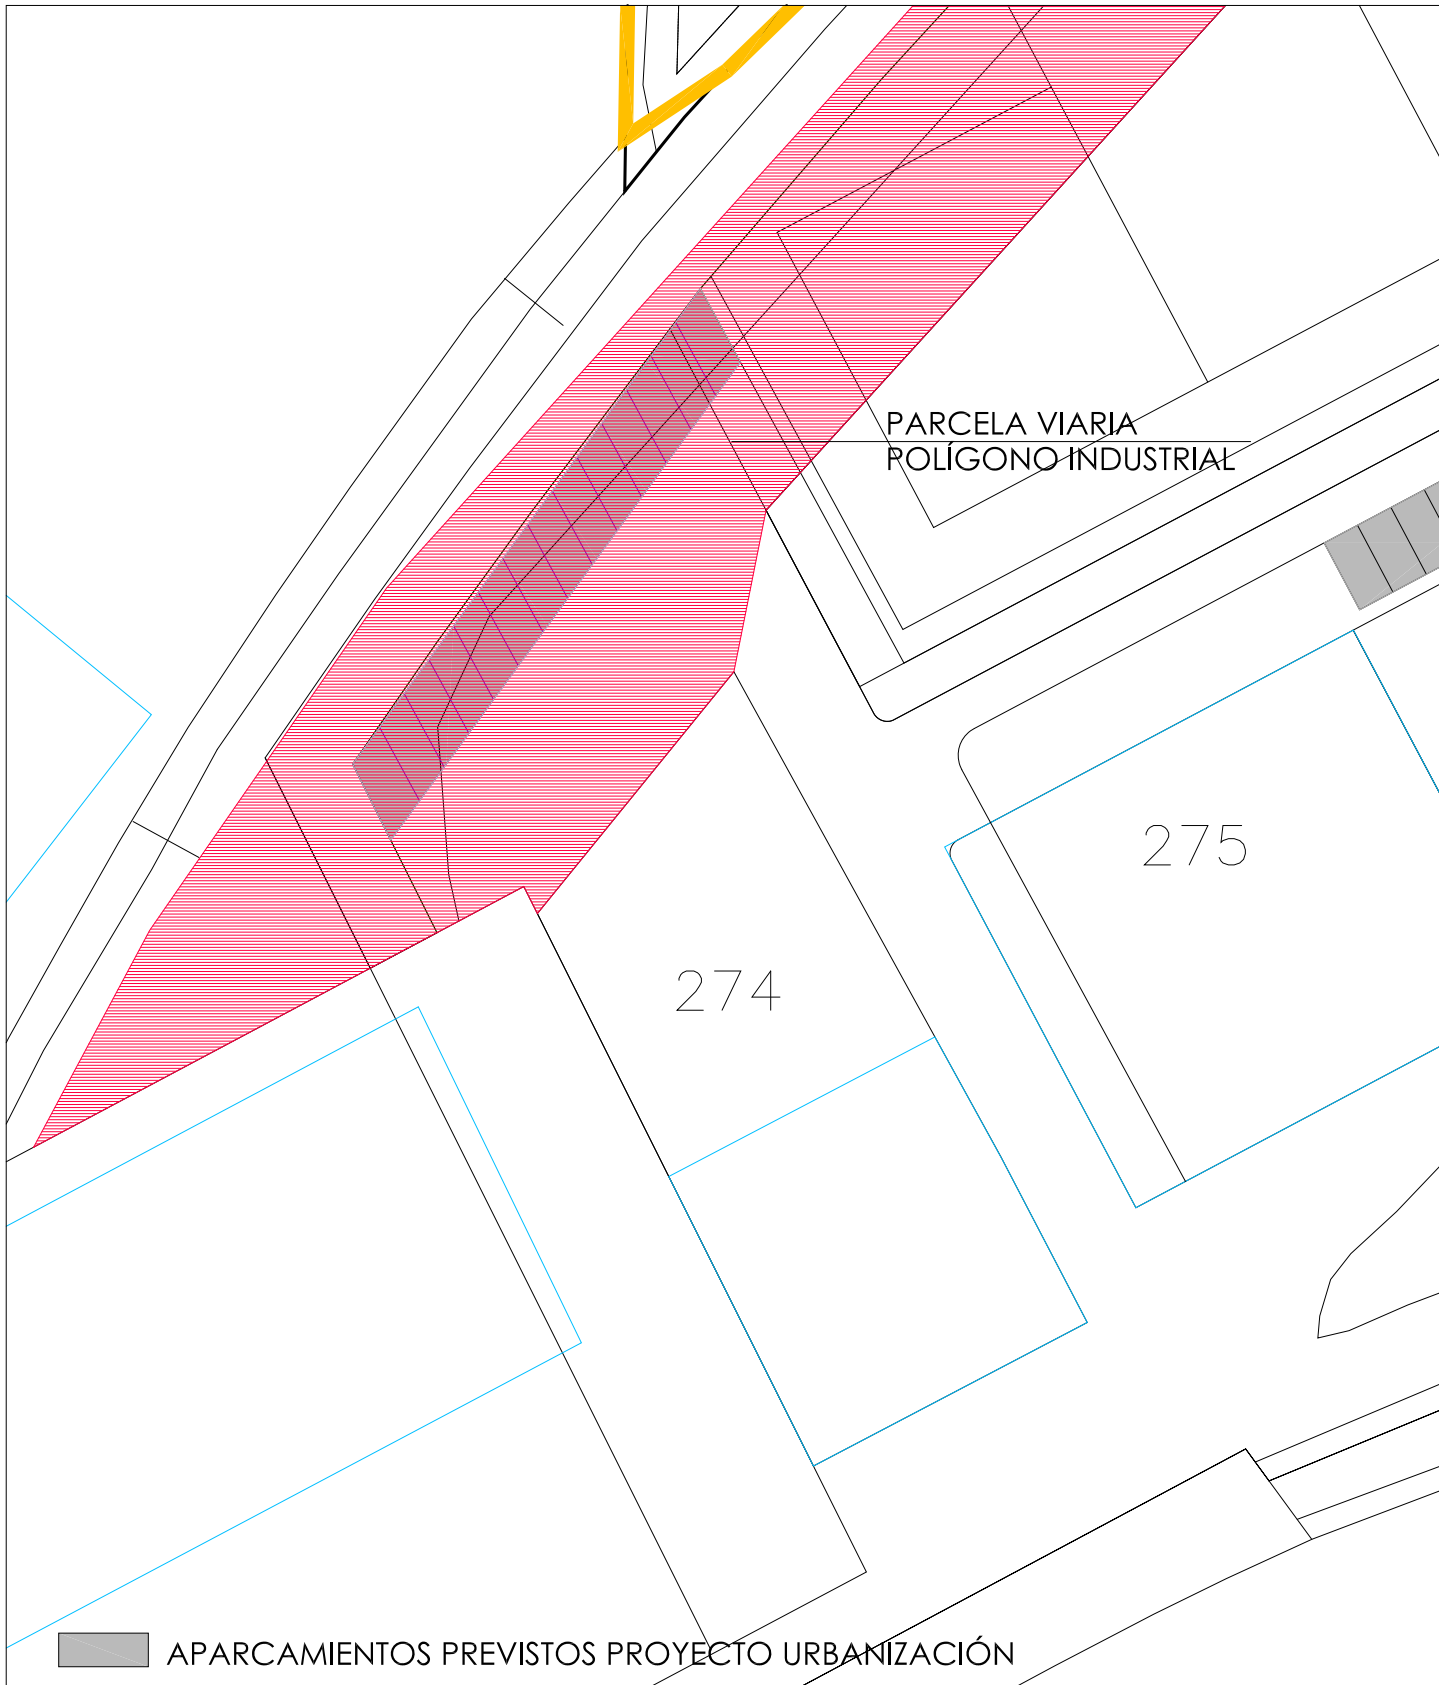 PARCELA VIARIA
POLÍGONO INDUSTRIAL
275
274
APARCAMIENTOS PREVISTOS PROYECTO URBANIZACIÓN